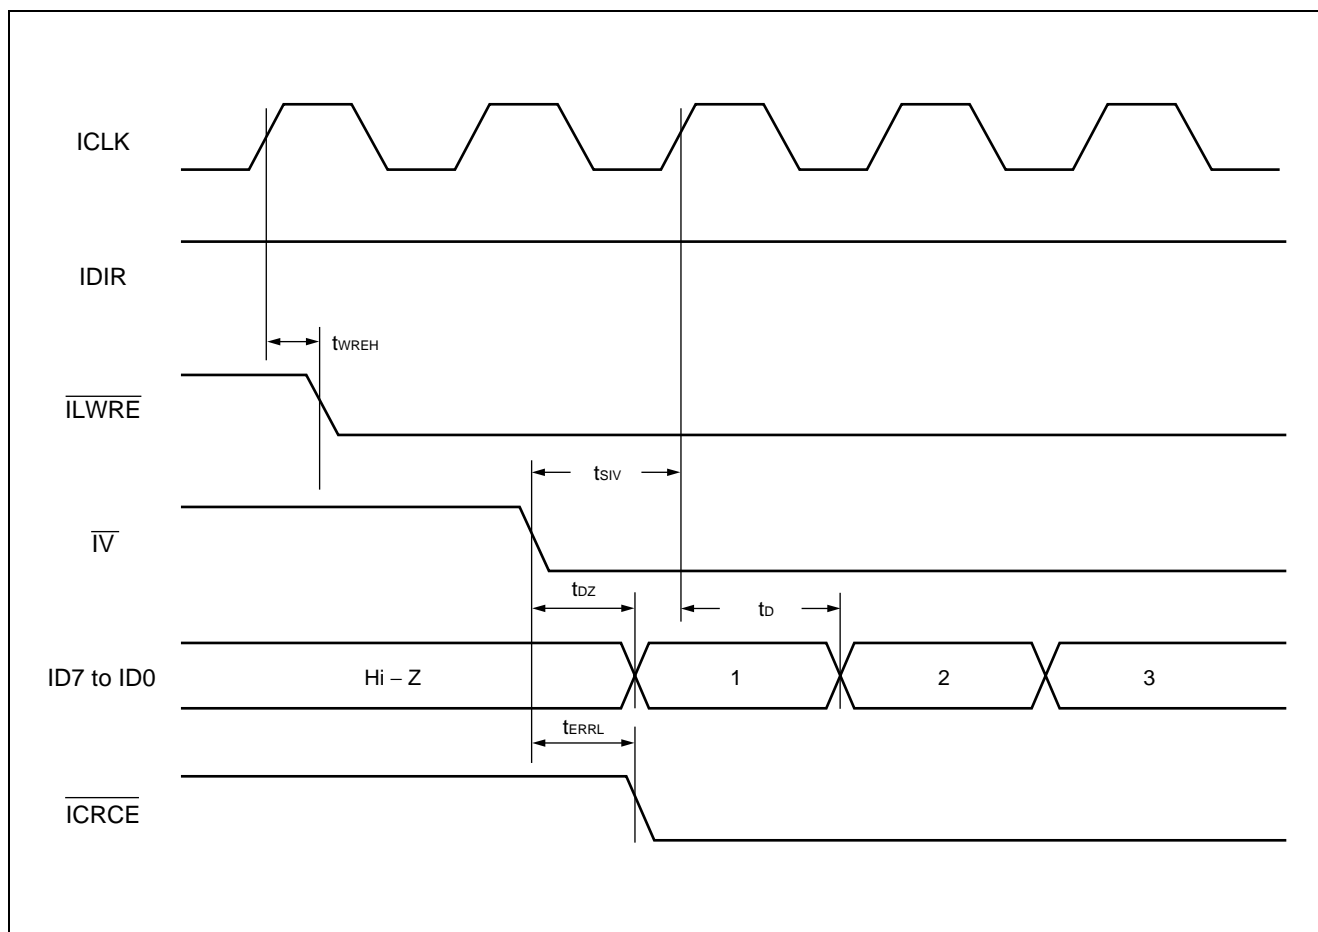 ICLK
IDIR
tWREH
ILWRE
tSIV
IV
tDZ
tD
ID7 to ID0
Hi – Z
1
2
3
tERRL
ICRCE